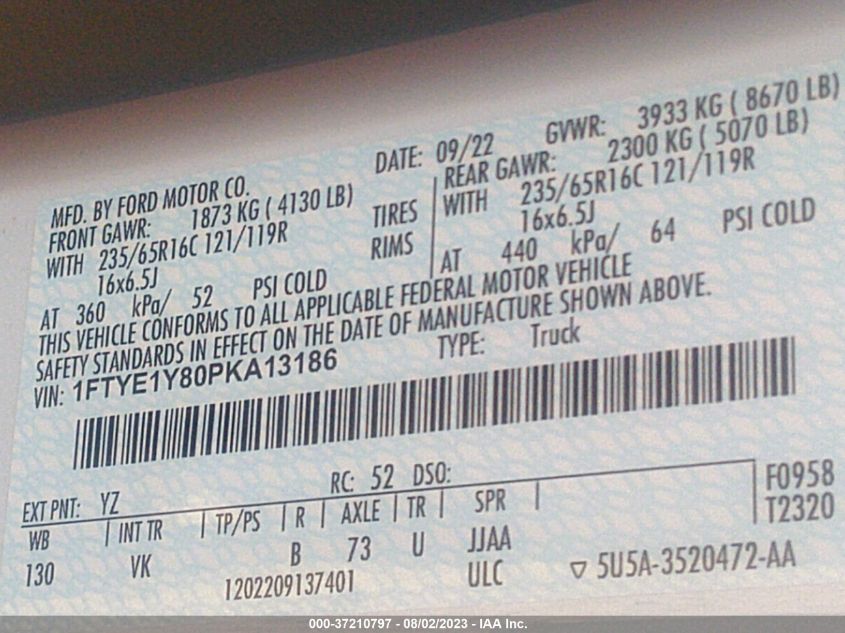 MFD. BY FORD MOTOR CO. DATE: 09/22 GVWR: 3933 KG ( 8670 LB)
FRONT GAWR: 1873 KG ( 4130 LB) REAR GAWR: 2300 KG ( 5070 LB)
WITH 235/65R16C 121/119R TIRES WITH 235/65R16C 121/119R
16x6.5J RIMS 16x6.5J
AT 360 kPa/ 52 PSI COLD AT 440 kPa/ 64 PSI COLD
THIS VEHICLE CONFORMS TO ALL APPLICABLE FEDERAL MOTOR VEHICLE
SAFETY STANDARDS IN EFFECT ON THE DATE OF MANUFACTURE SHOWN ABOVE.
VIN: 1FTYE1Y80PKA13186 TYPE: Truck
EXT PNT: YZ RC: 52 DSO: F0958
WB INT TR TP/PS R AXLE TR SPR T2320
130 VK B 73 U JJAA
1202209137401 ULC ▽ 5U5A-3520472-AA
000-37210797 - 08/02/2023 - IAA Inc.